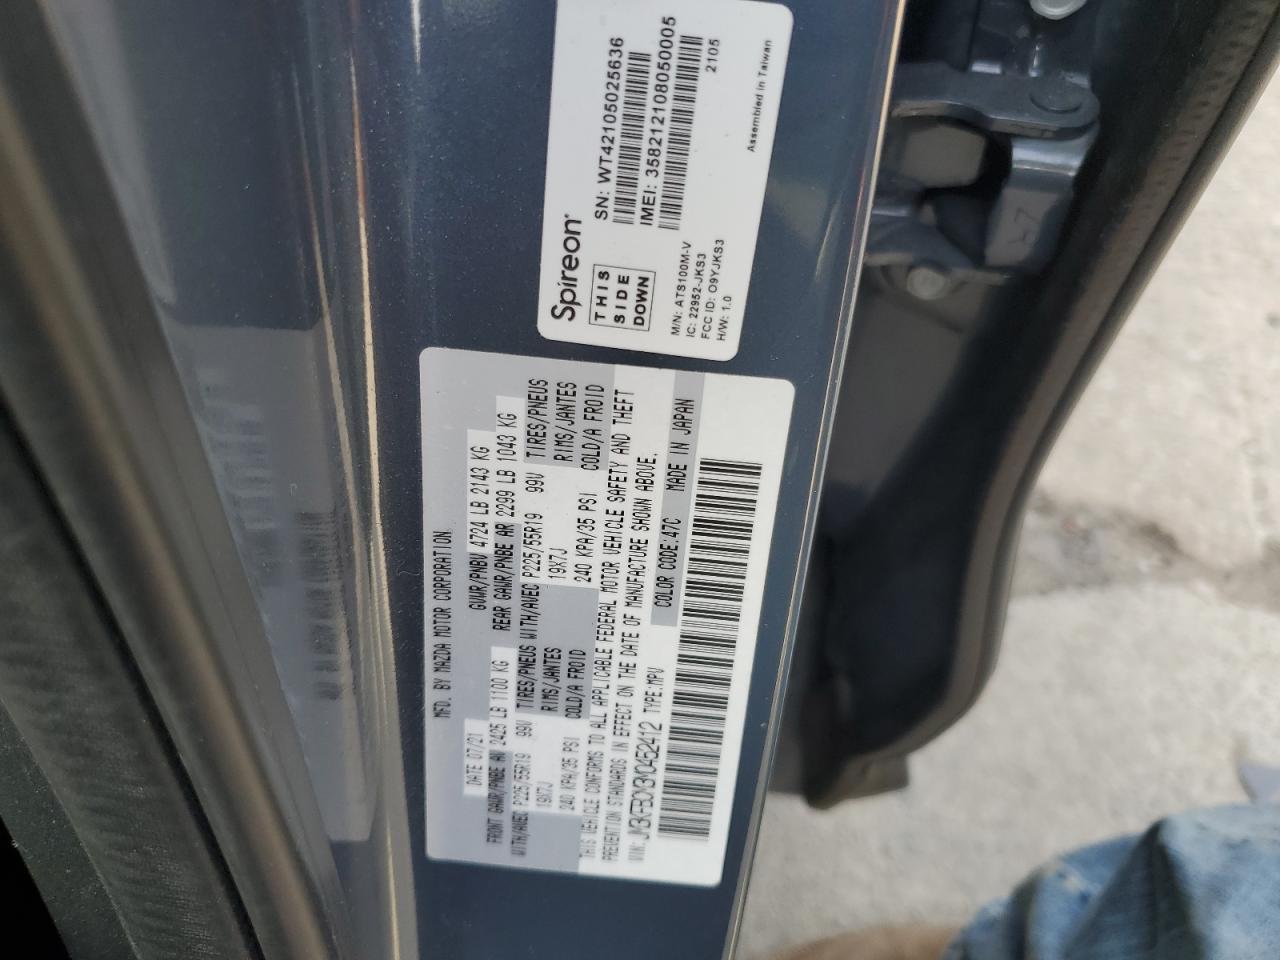 Spireon
THIS
SIDE
DOWN
SN: WT42105025636
IMEI: 358212108050005
2105
M/N: ATS100M-V
IC: 22952-JKS3
FCC ID: O9YJKS3
H/W: 1.0
Assembled in Taiwan
MFD. BY MAZDA MOTOR CORPORATION
DATE 07/21 GVWR/PNBV 4724 LB 2143 KG
FRONT GAWR/PNBE AV 2425 LB 1100 KG REAR GAWR/PNBE AR 2299 LB 1043 KG
WITH/AVEC P225/55R19 99V TIRES/PNEUS WITH/AVEC P225/55R19 99V TIRES/PNEUS
19X7J RIMS/JANTES 19X7J RIMS/JANTES
240 KPA/35 PSI COLD/A FROID 240 KPA/35 PSI COLD/A FROID
THIS VEHICLE CONFORMS TO ALL APPLICABLE FEDERAL MOTOR VEHICLE SAFETY AND THEFT
PREVENTION STANDARDS IN EFFECT ON THE DATE OF MANUFACTURE SHOWN ABOVE.
VIN: TYPE:MPV COLOR CODE:47C MADE IN JAPAN